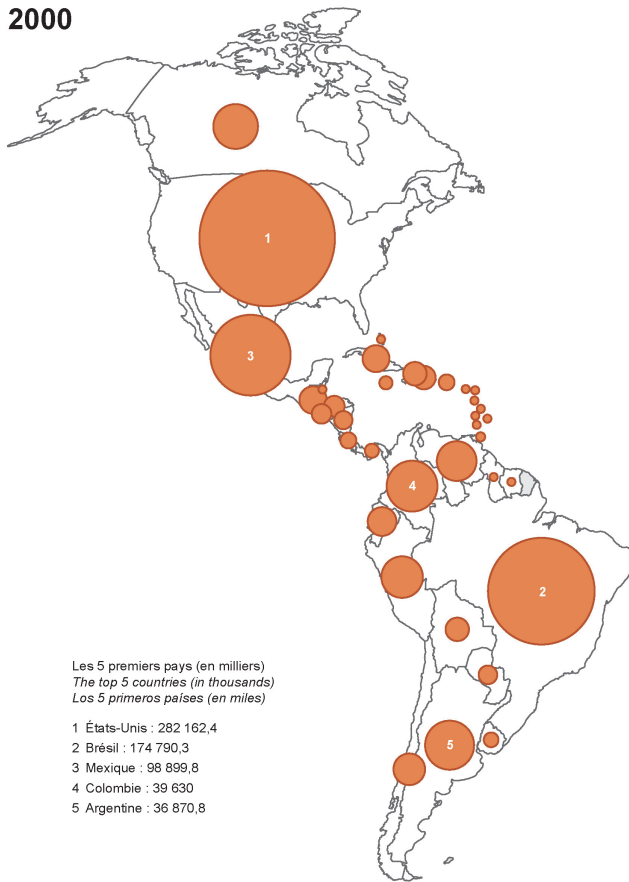 2000
1
3
4
2
5
Les 5 premiers pays (en milliers)
The top 5 countries (in thousands)
Los 5 primeros países (en miles)
1 États-Unis : 282 162,4
2 Brésil : 174 790,3
3 Mexique : 98 899,8
4 Colombie : 39 630
5 Argentine : 36 870,8